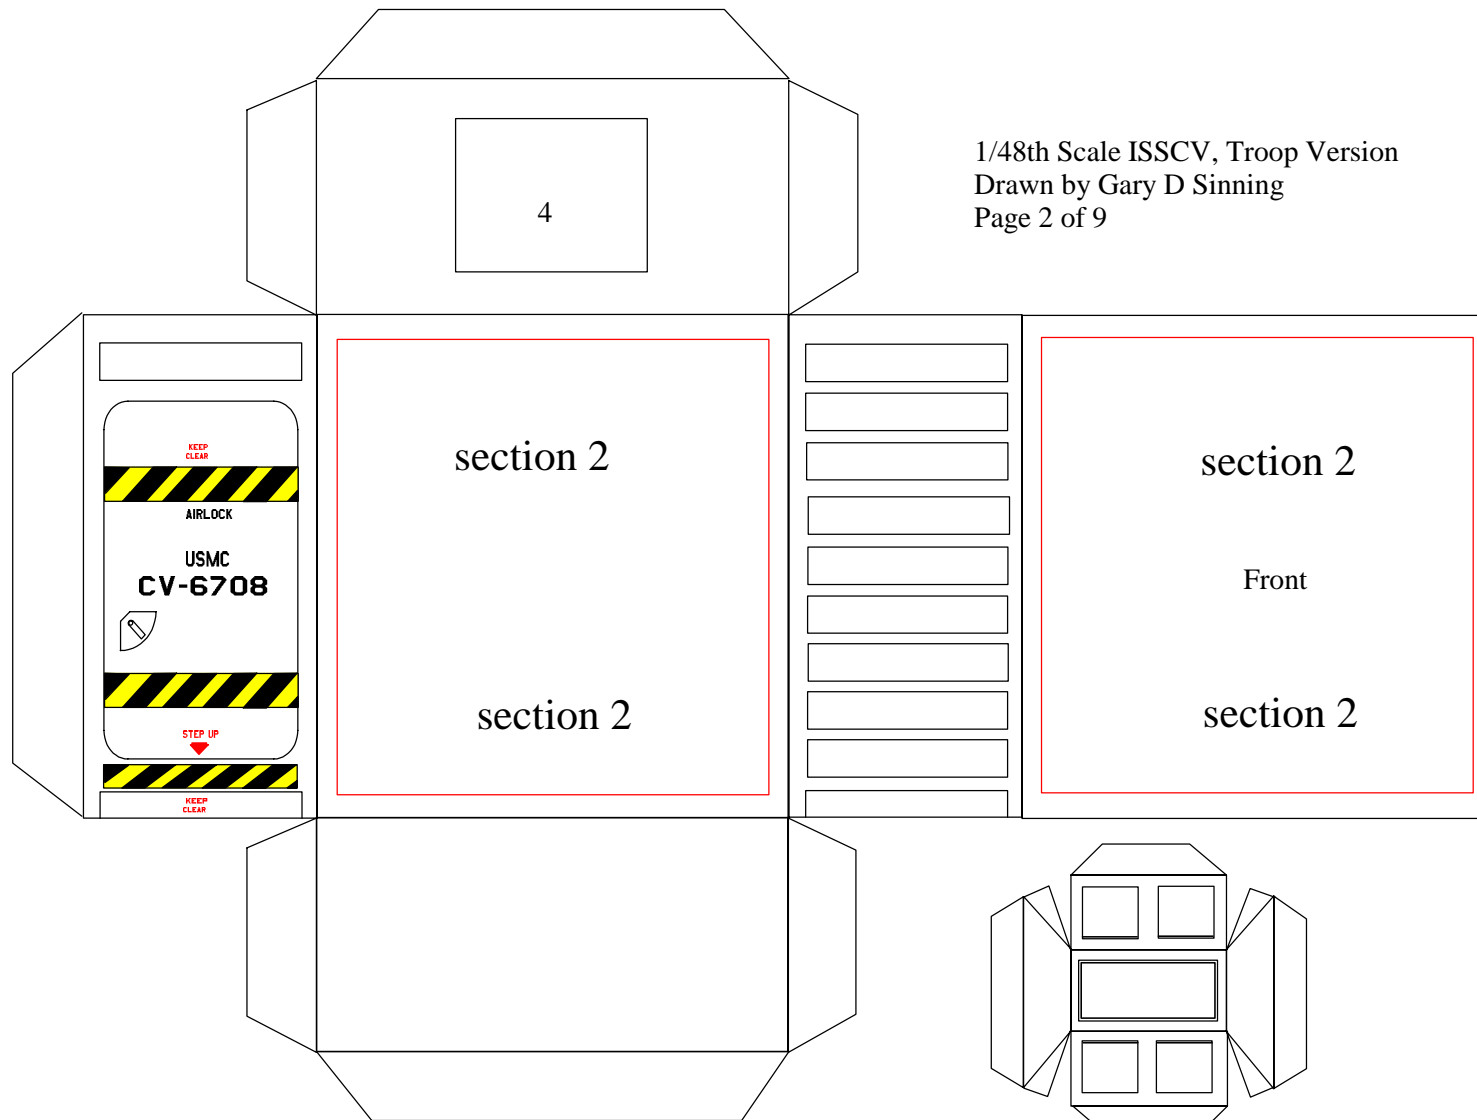 1/48th Scale ISSCV, Troop Version
Drawn by Gary D Sinning
Page 2 of 9
4
KEEP
CLEAR
AIRLOCK
USMC
CV-6708
STEP UP
KEEP
CLEAR
section 2
section 2
section 2
Front
section 2